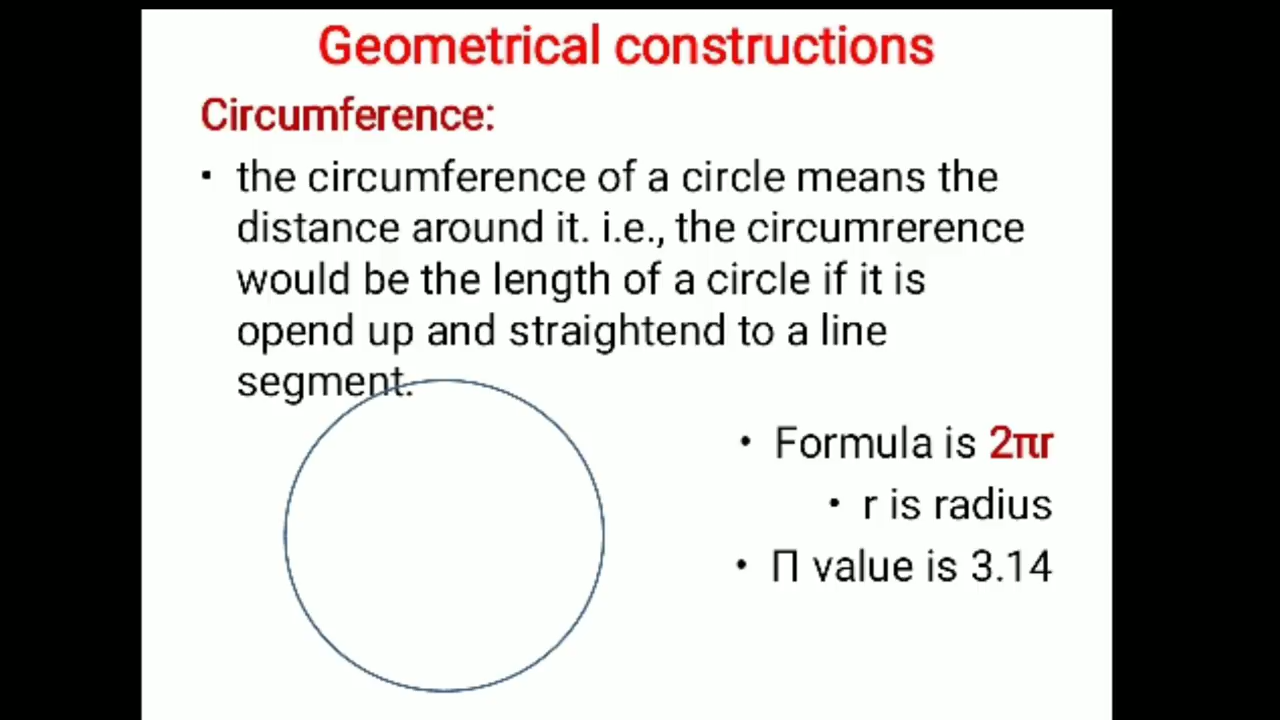 Geometrical constructions
Circumference:
• the circumference of a circle means the
distance around it. i.e., the circumrerence
would be the length of a circle if it is
opend up and straightend to a line
segment.
• Formula is 2πr
• r is radius
• Π value is 3.14